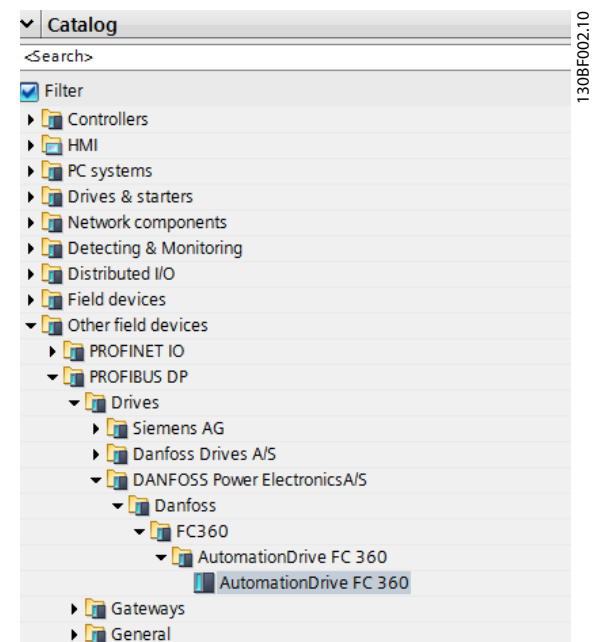 Catalog
<Search>
Filter
Controllers
HMI
PC systems
Drives & starters
Network components
Detecting & Monitoring
Distributed I/O
Field devices
Other field devices
PROFINET IO
PROFIBUS DP
Drives
Siemens AG
Danfoss Drives A/S
DANFOSS Power ElectronicsA/S
Danfoss
FC360
AutomationDrive FC 360
AutomationDrive FC 360
Gateways
General
130BF002.10